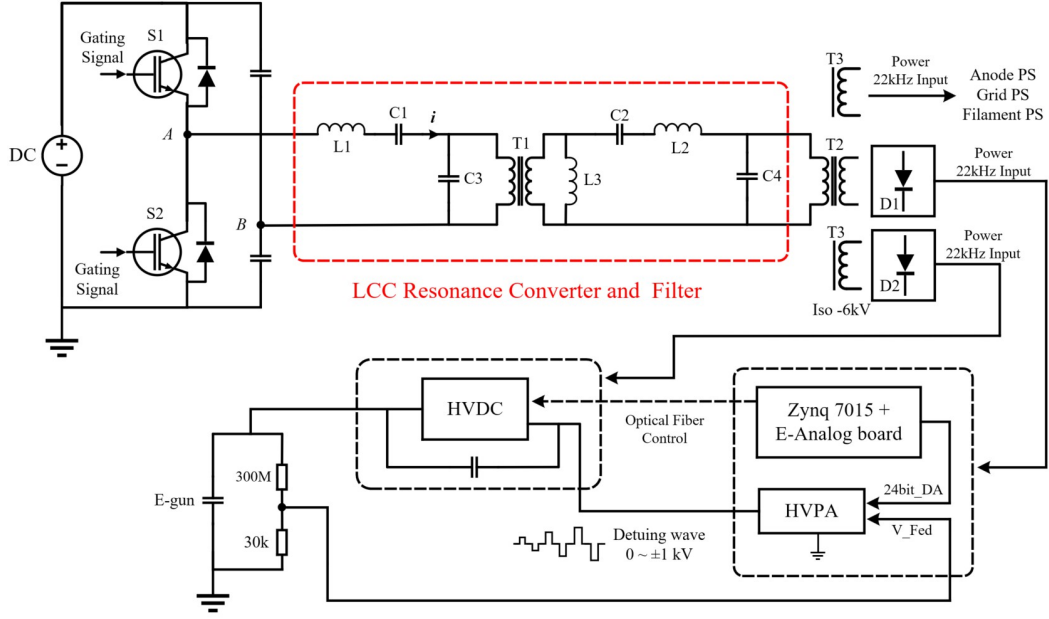 S1
Gating
Signal
DC
A
B
S2
Gating
Signal
C1
i
L1
C3
T1
C2
L3
L2
C4
T2
LCC Resonance Converter and Filter
T3
Power
22kHz Input
Anode PS
Grid PS
Filament PS
D1
Power
22kHz Input
T3
D2
Power
22kHz Input
Iso -6kV
HVDC
Optical Fiber
Control
Zynq 7015 +
E-Analog board
24bit_DA
HVPA
V_Fed
E-gun
300M
30k
Detuing wave
0 ~ ±1 kV